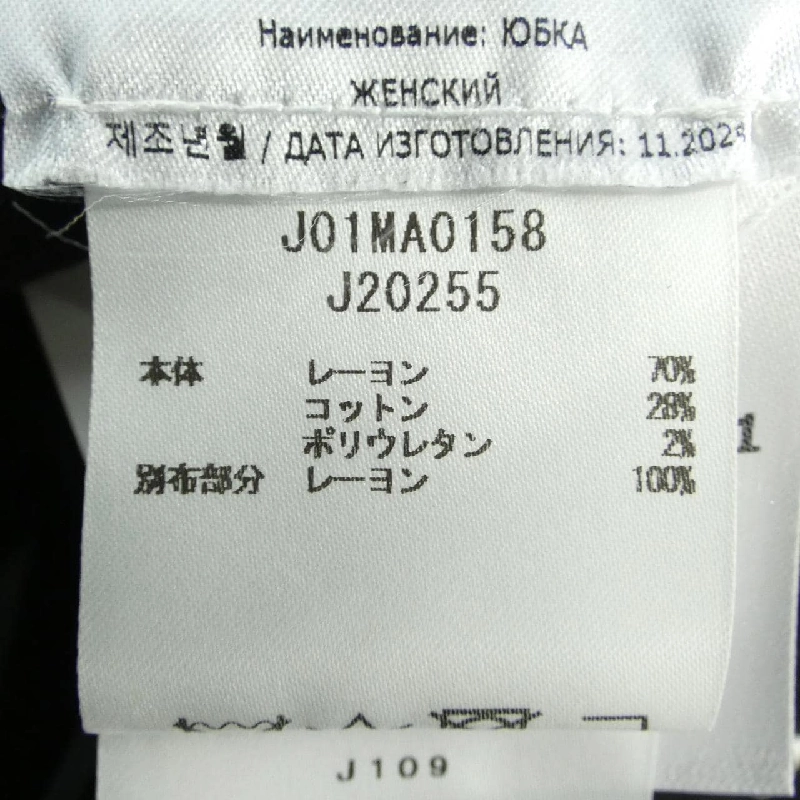 Наименование: ЮБКА
ЖЕНСКИЙ
제조년월 / ДАТА ИЗГОТОВЛЕНИЯ:
J01MA0158
J20255
本体 レーヨン 70%
コットン 28%
ポリウレタン 2%
別布部分 レーヨン 100%
1
J109